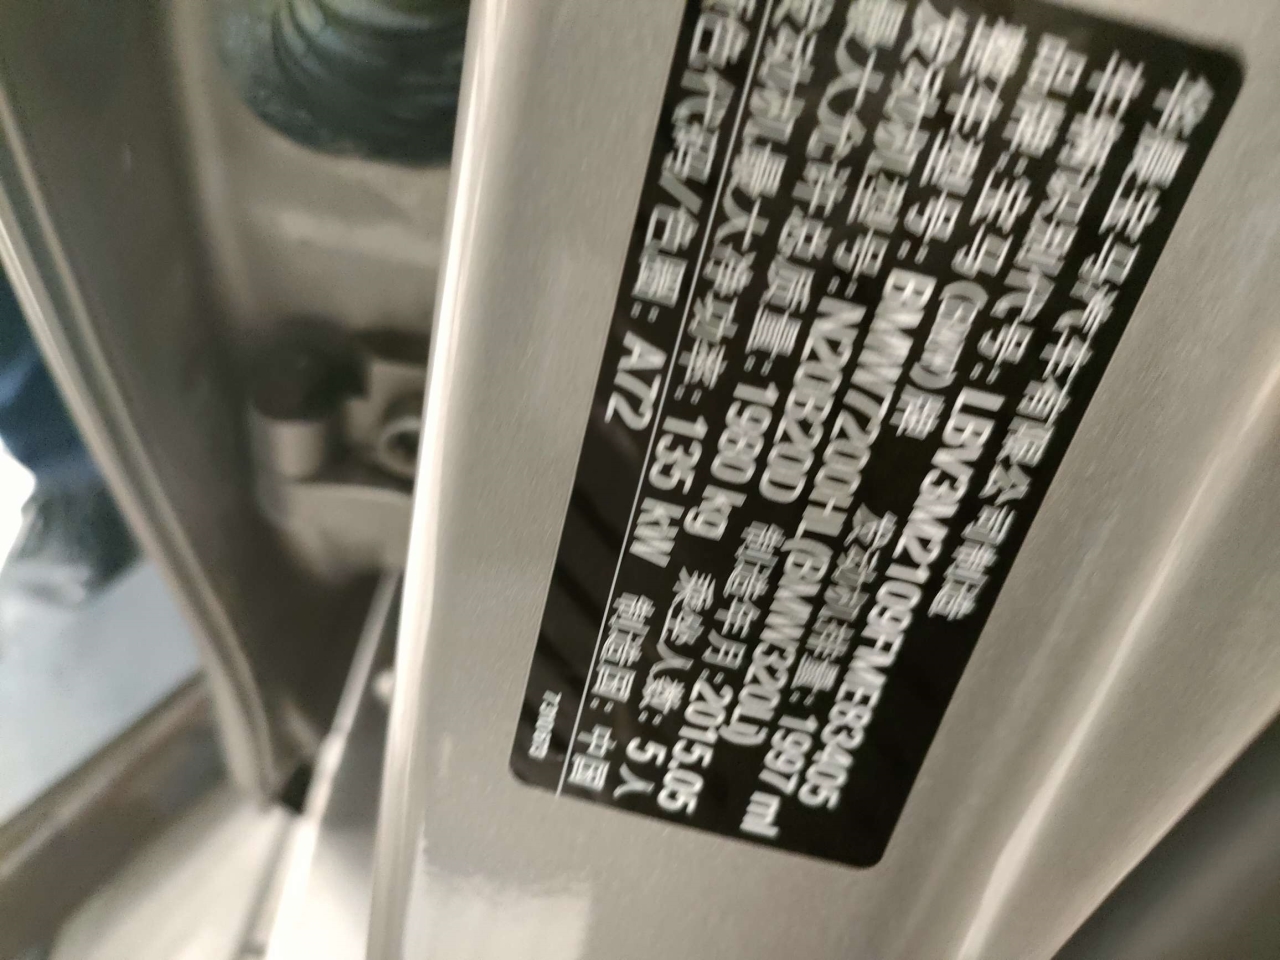 华晨宝马汽车有限公司制造
车辆识别代号: LBV3M2109FME83405
品牌: 宝马(BMW)牌
整车型号: BMW7200HL (BMW320Li)
发动机型号: N20B20D 发动机排量: 1997 ml
最大允许总质量: 1980 kg 制造年月: 2015.05
发动机最大净功率: 135 kW 乘坐人数: 5 人
颜色代码/色圈: A72 制造国: 中国